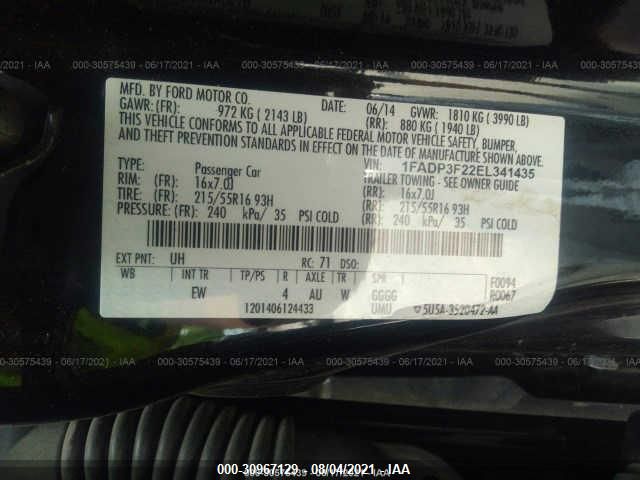 000-30575439 - 06/17/2021 - IAA
MFD. BY FORD MOTOR CO.
DATE: 06/14 GVWR: 1810 KG ( 3990 LB)
GAWR: (FR): 972 KG ( 2143 LB) (RR): 880 KG ( 1940 LB)
THIS VEHICLE CONFORMS TO ALL APPLICABLE FEDERAL MOTOR VEHICLE SAFETY, BUMPER,
AND THEFT PREVENTION STANDARDS IN EFFECT ON THE DATE OF MANUFACTURE SHOWN ABOVE.
VIN: 1FADP3F22EL341435
TYPE: Passenger Car TRAILER TOWING - SEE OWNER GUIDE
RIM: (FR): 16x7.0J (RR): 16x7.0J
TIRE: (FR): 215/55R16 93H (RR): 215/55R16 93H
PRESSURE: (FR): 240 kPa/ 35 PSI COLD (RR): 240 kPa/ 35 PSI COLD
EXT PNT: UH RC: 71 DSO:
WB INT TR TP/PS R AXLE TR SPR F0094
EW 4 AU W GGGG R0067
1201406124433 UMU 5U5A-3520472-AA
000-30967129 - 08/04/2021 - IAA